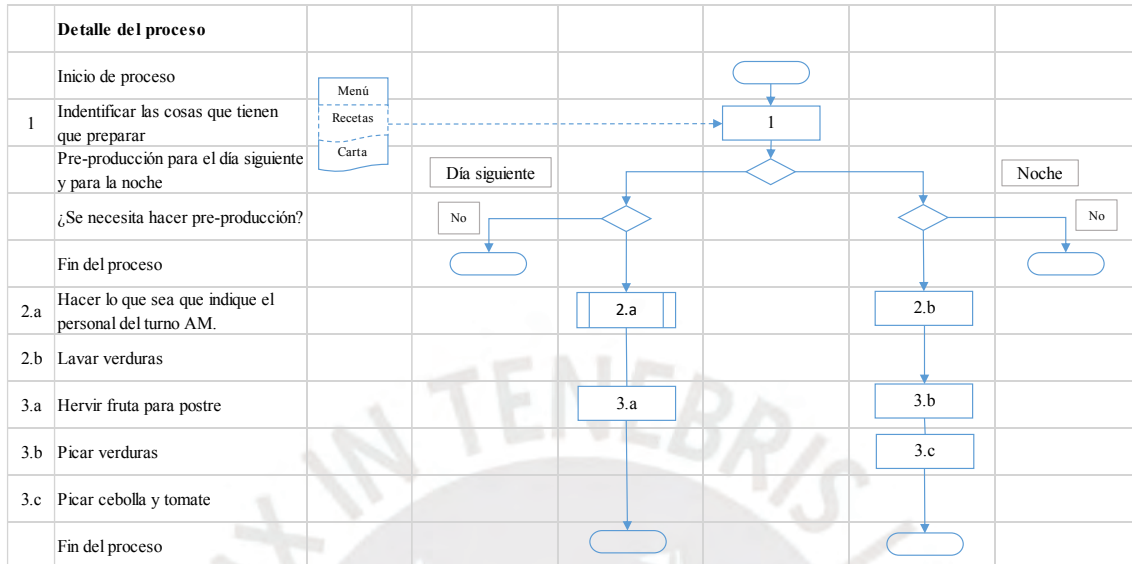 Detalle del proceso
Inicio de proceso
Menú
1 Indentificar las cosas que tienen
que preparar
Recetas
1
Carta
Pre-producción para el día siguiente
y para la noche
Día siguiente
Noche
¿Se necesita hacer pre-producción?
No
No
Fin del proceso
2.a Hacer lo que sea que indique el
personal del turno AM.
2.a
2.b
2.b Lavar verduras
3.a Hervir fruta para postre
3.a
3.b
3.b Picar verduras
3.c
3.c Picar cebolla y tomate
Fin del proceso
X IN TENEBRIS